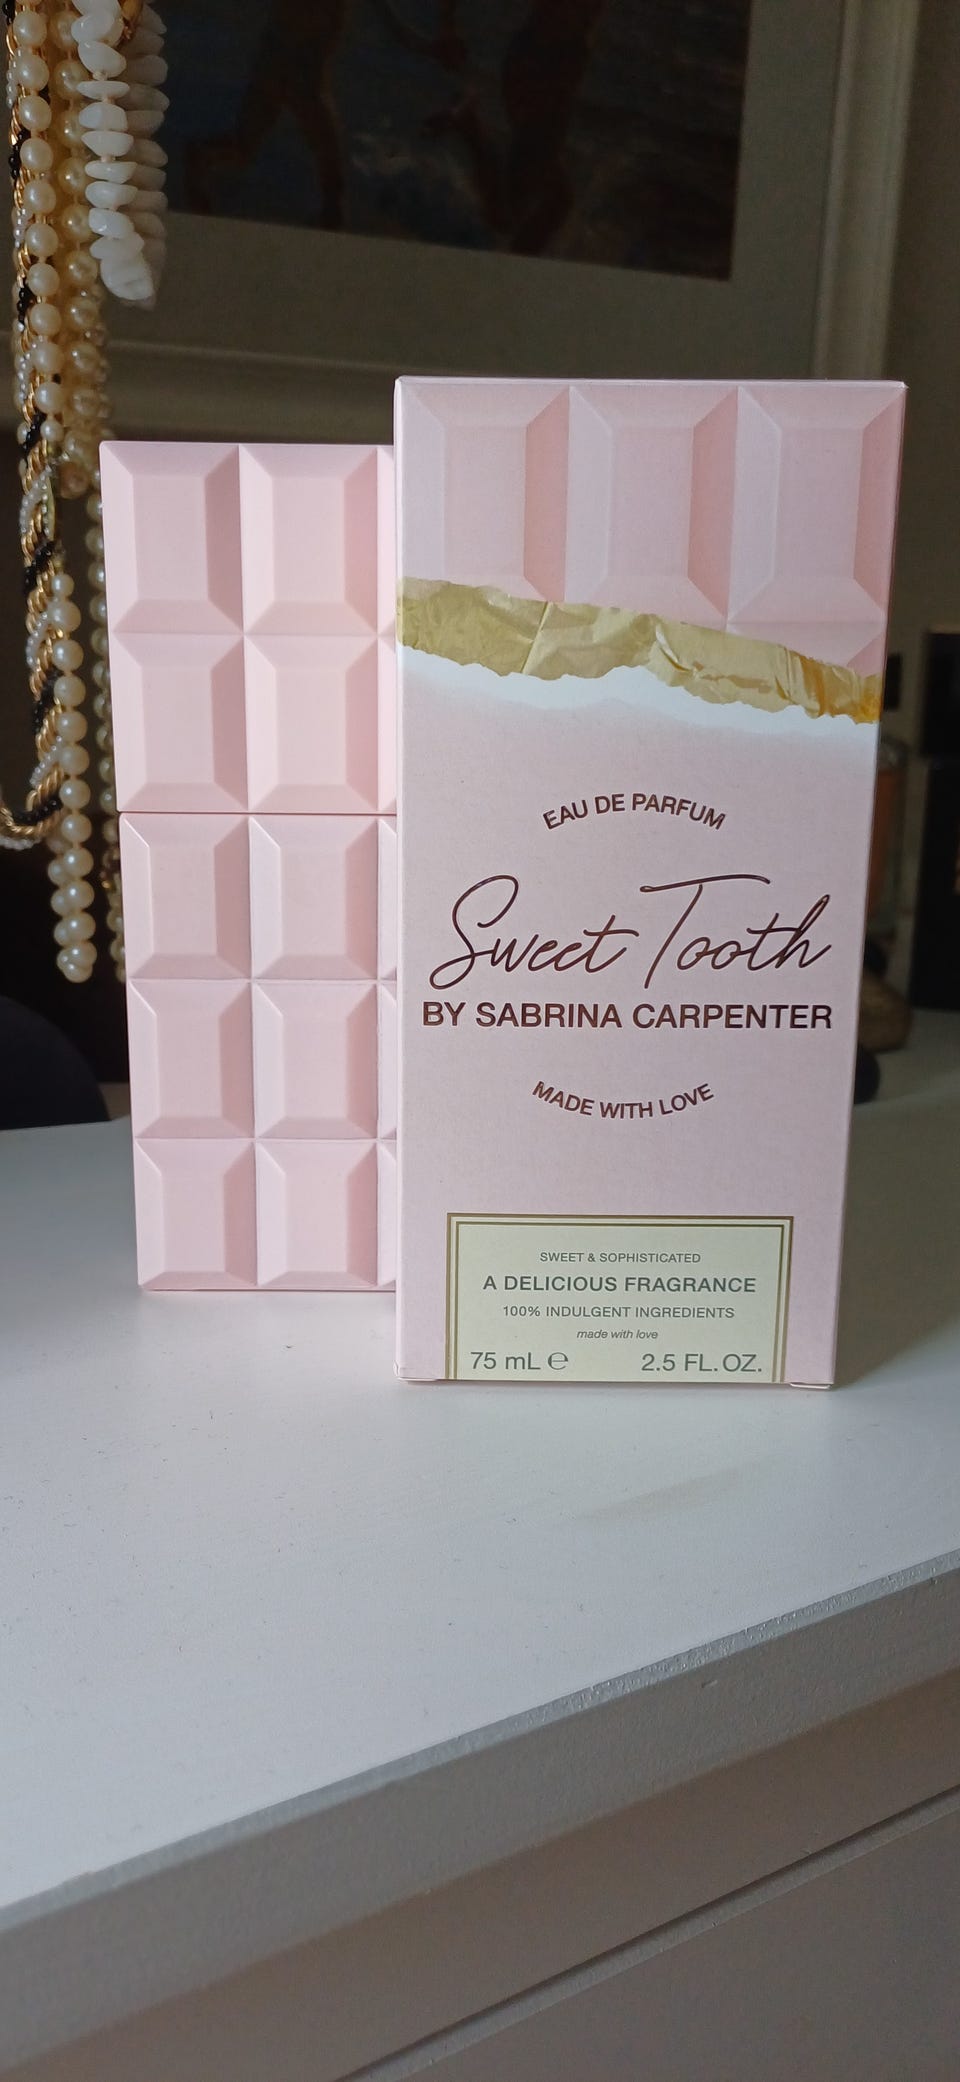 EAU DE PARFUM
Sweet Tooth
BY SABRINA CARPENTER
MADE WITH LOVE
SWEET & SOPHISTICATED
A DELICIOUS FRAGRANCE
100% INDULGENT INGREDIENTS
made with love
75 mL ℮ 2.5 FL. OZ.